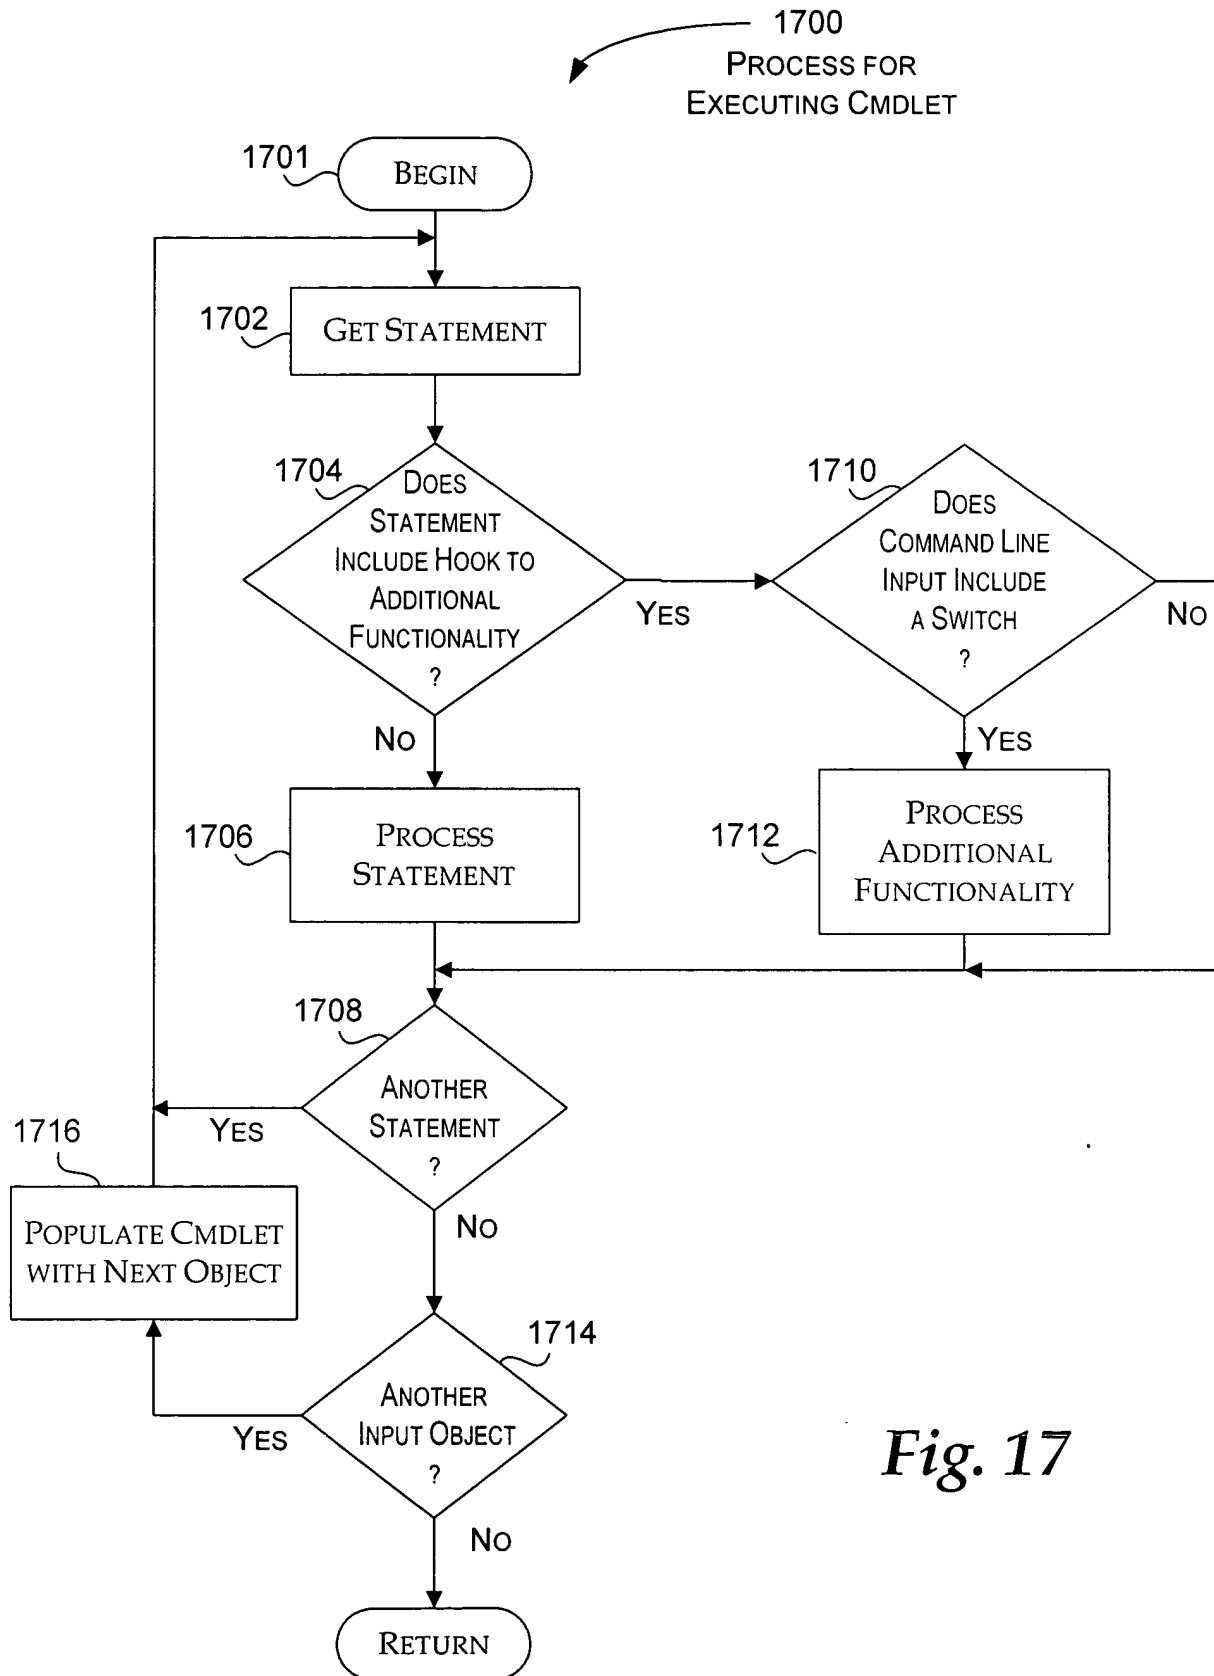 1700
PROCESS FOR
EXECUTING CMDLET
1701
BEGIN
1702
GET STATEMENT
1704
DOES
STATEMENT
INCLUDE HOOK TO
ADDITIONAL
FUNCTIONALITY
?
YES
NO
1710
DOES
COMMAND LINE
INPUT INCLUDE
A SWITCH
?
NO
YES
1706
PROCESS
STATEMENT
1712
PROCESS
ADDITIONAL
FUNCTIONALITY
1708
ANOTHER
STATEMENT
?
YES
NO
1716
POPULATE CMDLET
WITH NEXT OBJECT
1714
ANOTHER
INPUT OBJECT
?
YES
NO
RETURN
Fig. 17